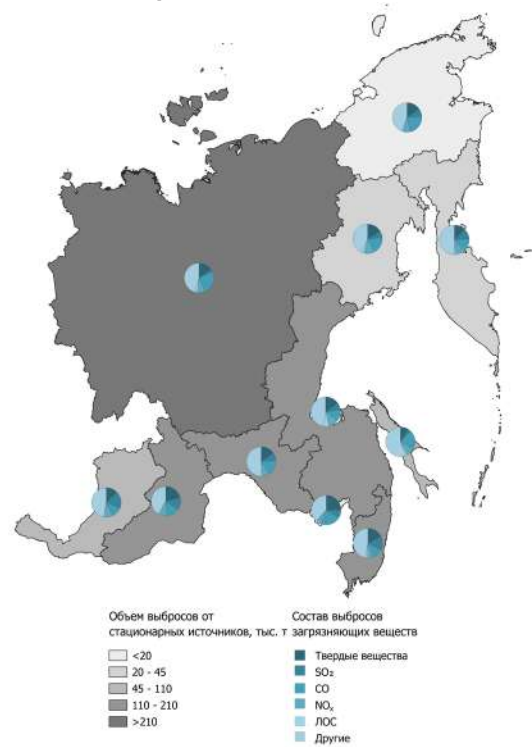 Объем выбросов от
стационарных источников, тыс. т
<20
20 - 45
45 - 110
110 - 210
>210
Состав выбросов
загрязняющих веществ
Твердые вещества
SO₂
CO
NOₓ
ЛОС
Другие